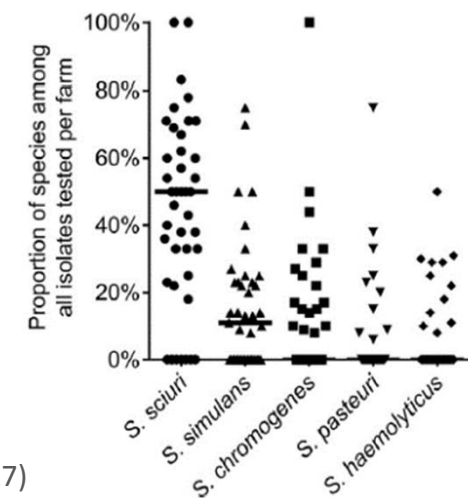 Proportion of species among
all isolates tested per farm
100%
80%
60%
40%
20%
0%
S. sciuri
S. simulans
S. chromogenes
S. pasteuri
S. haemolyticus
7)